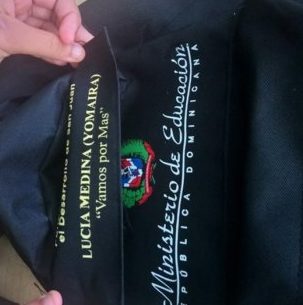 el Desarrollo de San Juan
LUCIA MEDINA (YOMAIRA)
"Vamos por Mas"
Ministerio de Educación
REPÚBLICA DOMINICANA